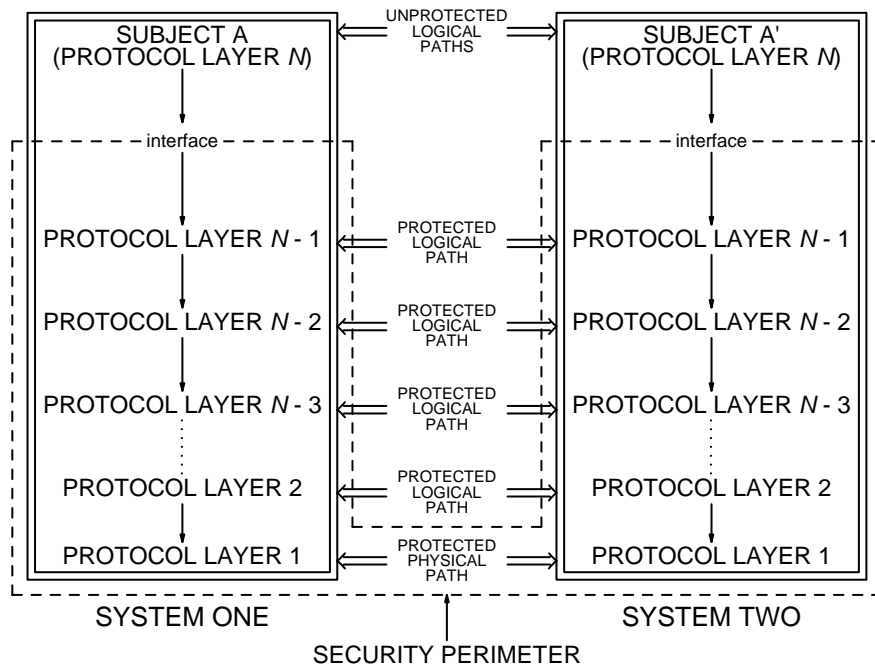 SUBJECT A
(PROTOCOL LAYER N)
UNPROTECTED
LOGICAL
PATHS
SUBJECT A'
(PROTOCOL LAYER N)
interface
interface
PROTOCOL LAYER N - 1
PROTECTED
LOGICAL
PATH
PROTOCOL LAYER N - 1
PROTOCOL LAYER N - 2
PROTECTED
LOGICAL
PATH
PROTOCOL LAYER N - 2
PROTOCOL LAYER N - 3
PROTECTED
LOGICAL
PATH
PROTOCOL LAYER N - 3
PROTOCOL LAYER 2
PROTECTED
LOGICAL
PATH
PROTOCOL LAYER 2
PROTOCOL LAYER 1
PROTECTED
PHYSICAL
PATH
PROTOCOL LAYER 1
SYSTEM ONE
SYSTEM TWO
SECURITY PERIMETER